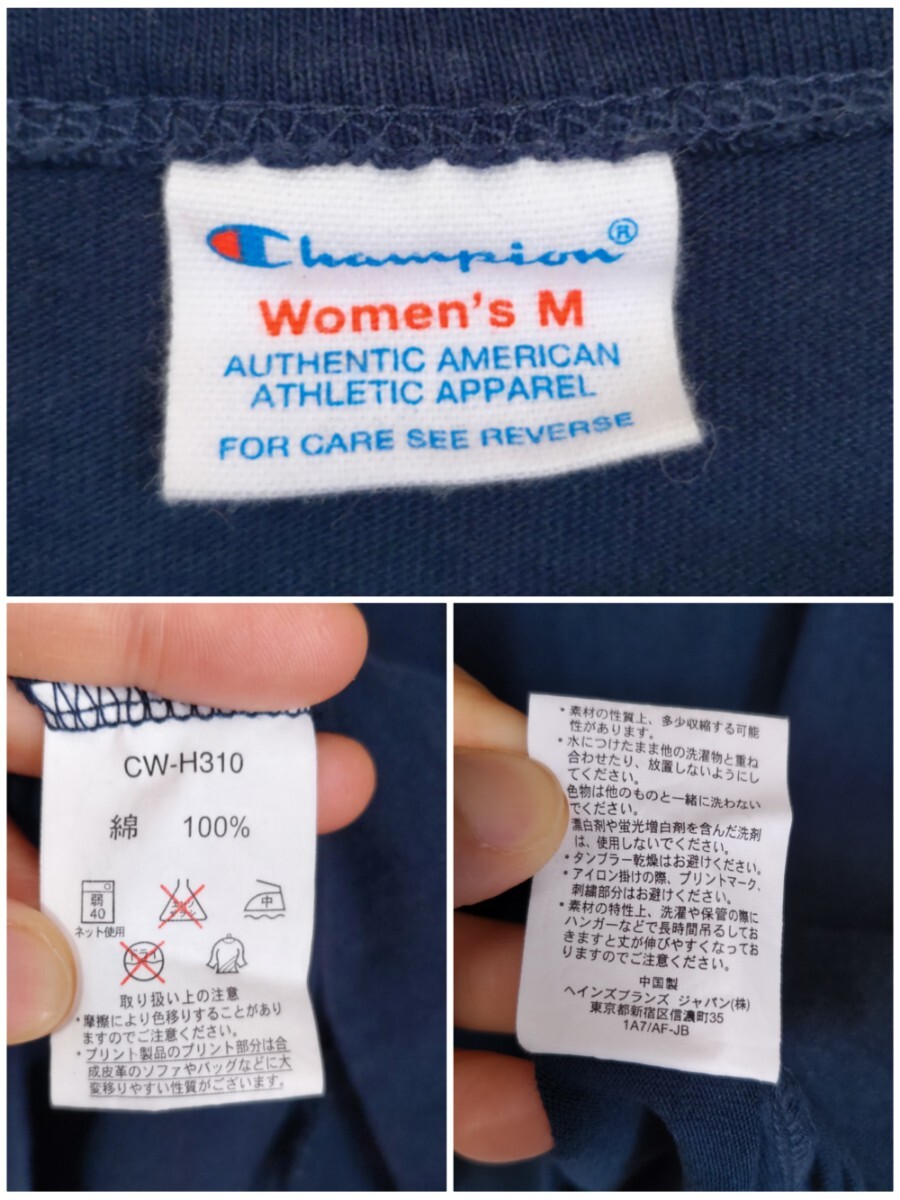 Champion®
Women's M
AUTHENTIC AMERICAN
ATHLETIC APPAREL
FOR CARE SEE REVERSE
CW-H310
綿 100%
弱
40
ネット使用
エンソ
サラシ
中
ドライ
取り扱い上の注意
・摩擦により色移りすることがあり
ますのでご注意ください。
・プリント製品のプリント部分は合
成皮革のソファやバッグなどに大
変移りやすい性質がございます。
・素材の性質上、多少収縮する可能
性があります。
・水につけたまま他の洗濯物と重ね
合わせたり、放置しないようにし
てください。
色物は他のものと一緒に洗わない
でください。
漂白剤や蛍光増白剤を含んだ洗剤
は、使用しないでください。
・タンブラー乾燥はお避けください。
・アイロン掛けの際、プリントマーク、
刺繍部分はお避けください。
・素材の特性上、洗濯や保管の際に
ハンガーなどで長時間吊るしてお
きますと丈が伸びやすくなってお
りますのでご注意ください。
中国製
ヘインズブランズ ジャパン(株)
東京都新宿区信濃町35
1A7/AF-JB